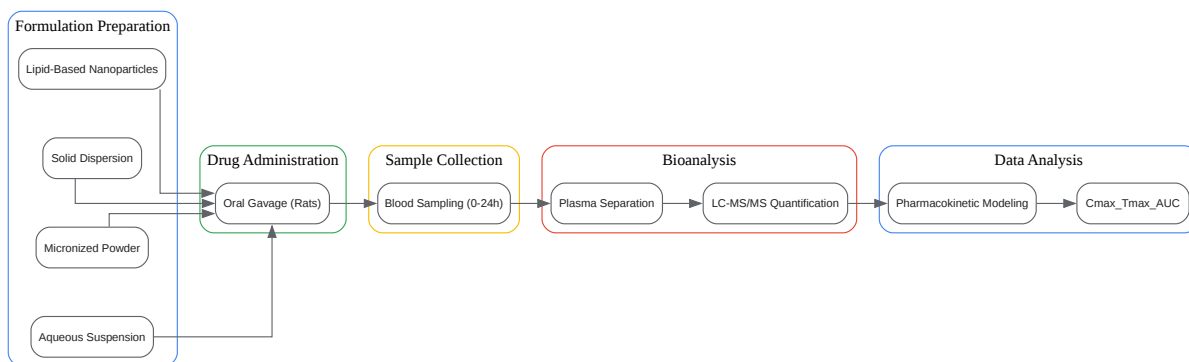 Formulation Preparation
Lipid-Based Nanoparticles
Solid Dispersion
Micronized Powder
Aqueous Suspension
Drug Administration
Oral Gavage (Rats)
Sample Collection
Blood Sampling (0-24h)
Bioanalysis
Plasma Separation
LC-MS/MS Quantification
Data Analysis
Pharmacokinetic Modeling
Cmax_Tmax_AUC